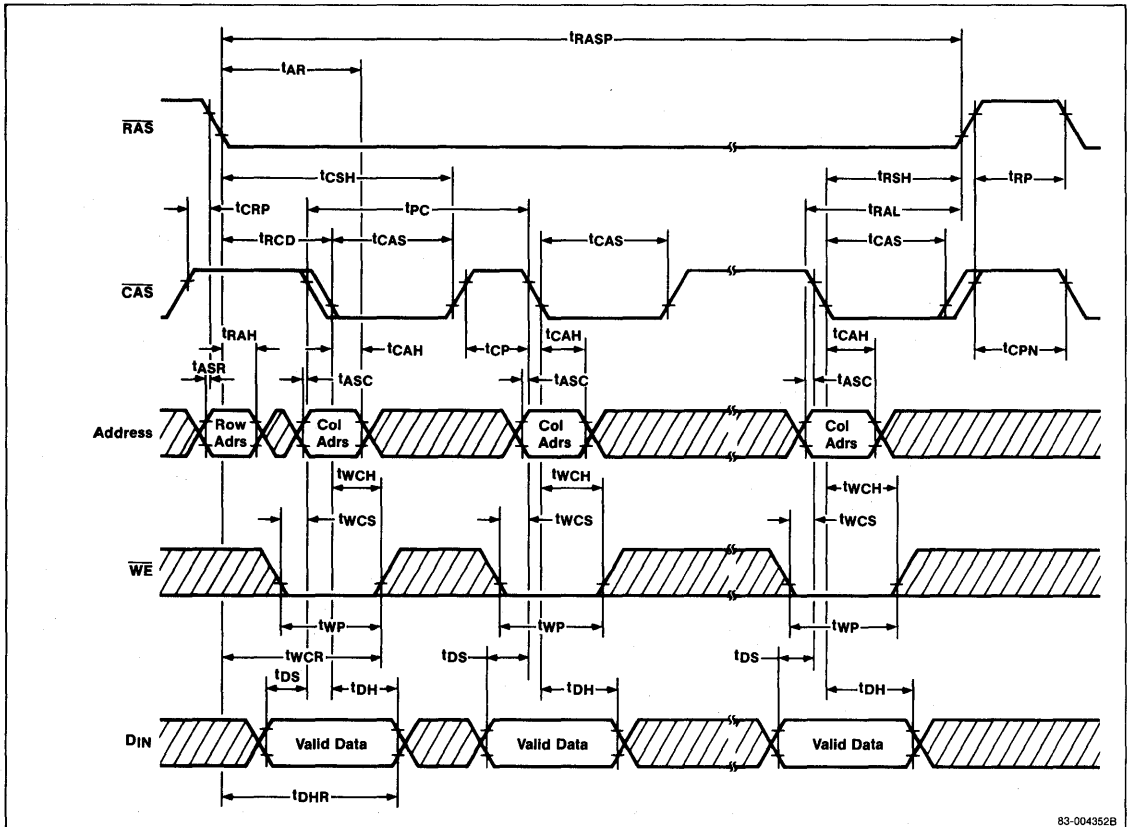 tRASP
tAR
RAS
tCSH
tRSH
tRP
tCRP
tPC
tRAL
tRCD
tCAS
tCAS
tCAS
CAS
tRAH
tCAH
tCAH
tCAH
tCP
tCPN
tASR
tASC
tASC
tASC
Address
Row Adrs
Col Adrs
Col Adrs
Col Adrs
tWCH
tWCH
tWCH
tWCS
tWCS
tWCS
WE
tWP
tWP
tWP
tWCR
tDS
tDS
tDS
tDH
tDH
tDH
DIN
Valid Data
Valid Data
Valid Data
tDHR
83-004352B